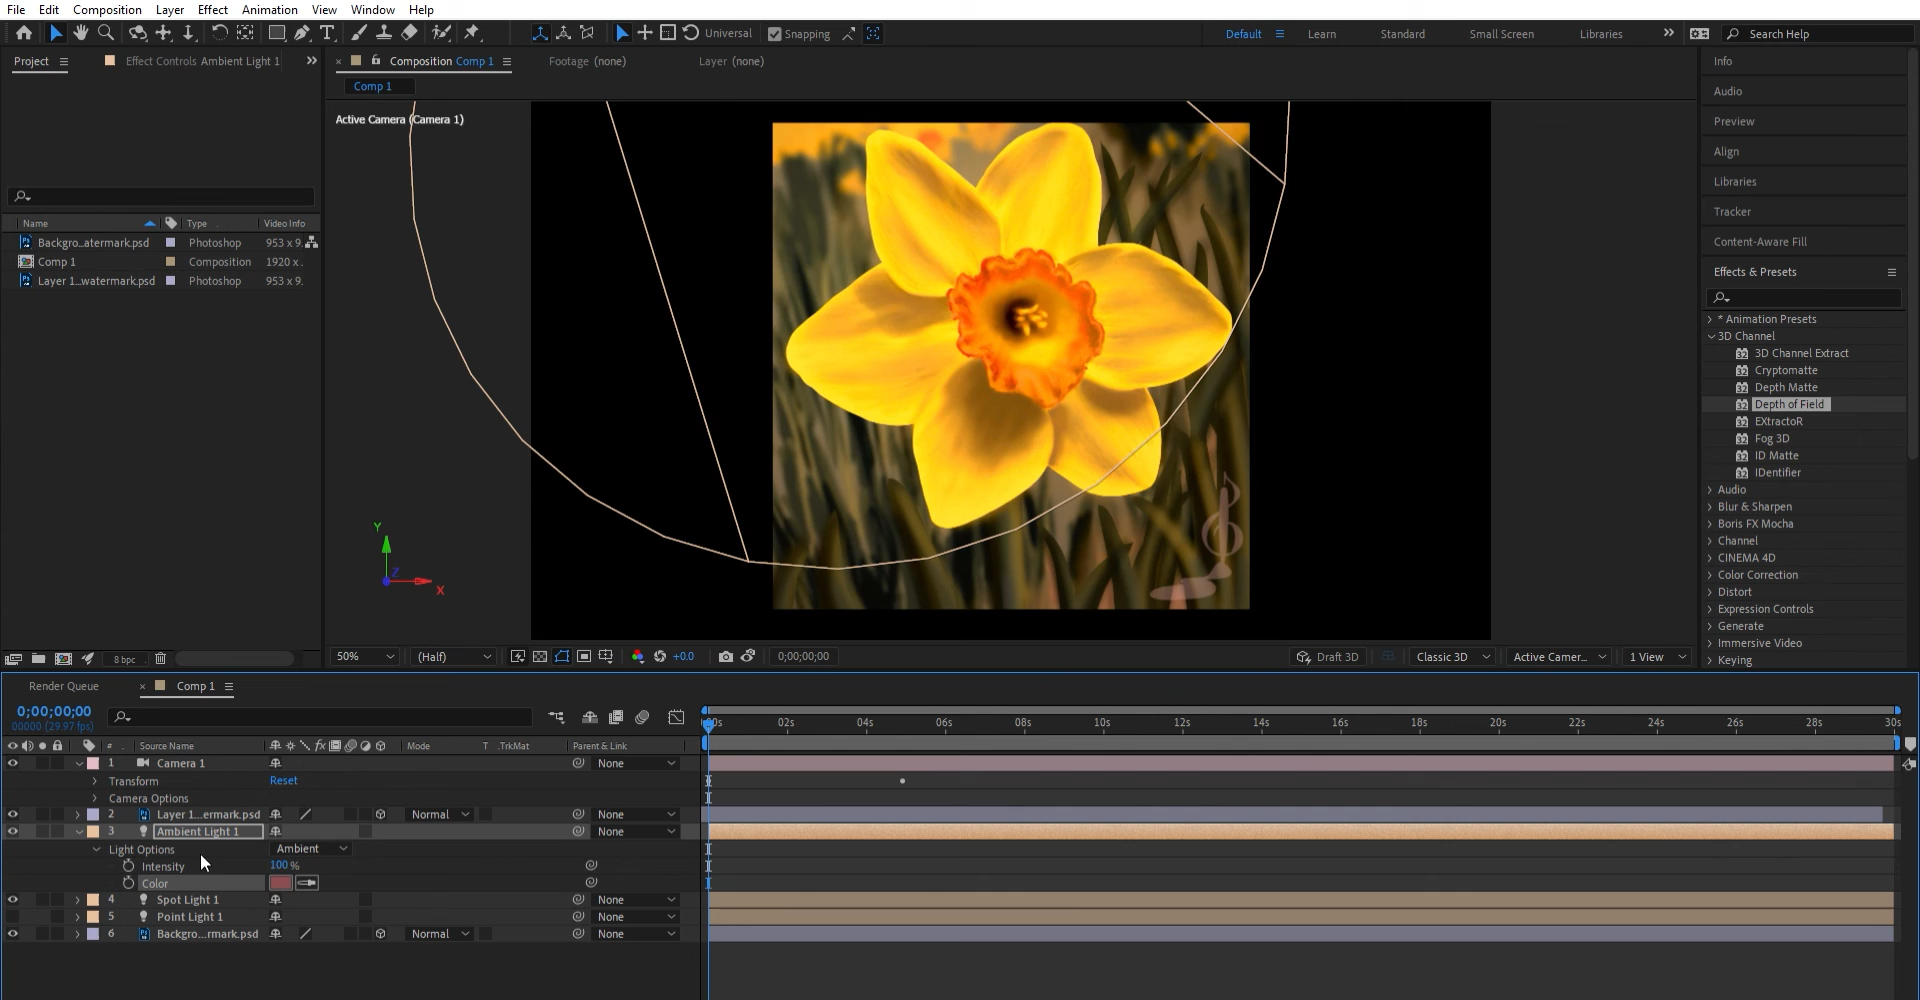 File Edit Composition Layer Effect Animation View Window Help
Universal Snapping Default Learn Standard Small Screen Libraries Search Help
Project Effect Controls Ambient Light 1
Composition Comp 1 Footage (none) Layer (none)
Comp 1
Active Camera (Camera 1)
Name Type Video Info
Backgro...atermark.psd Photoshop 953 x 9.
Comp 1 Composition 1920 x.
Layer 1...watermark.psd Photoshop 953 x 9.
Y
Z
X
8 bpc
50% (Half) +0.0 0;00;00;00 Draft 3D Classic 3D Active Camer... 1 View
Info
Audio
Preview
Align
Libraries
Tracker
Content-Aware Fill
Effects & Presets
* Animation Presets
3D Channel
3D Channel Extract
Cryptomatte
Depth Matte
Depth of Field
EXtractoR
Fog 3D
ID Matte
IDentifier
Audio
Blur & Sharpen
Boris FX Mocha
Channel
CINEMA 4D
Color Correction
Distort
Expression Controls
Generate
Immersive Video
Keying
Render Queue Comp 1
0;00;00;00
00000 (29.97 fps)
:00s 02s 04s 06s 08s 10s 12s 14s 16s 18s 20s 22s 24s 26s 28s 30s
# Source Name fx Mode T .TrkMat Parent & Link
1 Camera 1 None
Transform Reset
Camera Options
2 Layer 1...ermark.psd Normal None
3 Ambient Light 1 None
Light Options Ambient
Intensity 100 %
Color
4 Spot Light 1 None
5 Point Light 1 None
6 Backgro...rmark.psd Normal None